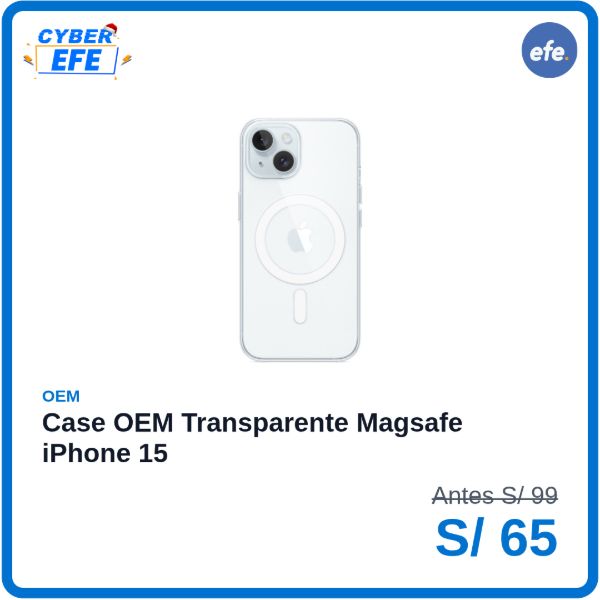 CYBER
EFE
efe.
OEM
Case OEM Transparente Magsafe
iPhone 15
Antes S/ 99
S/ 65